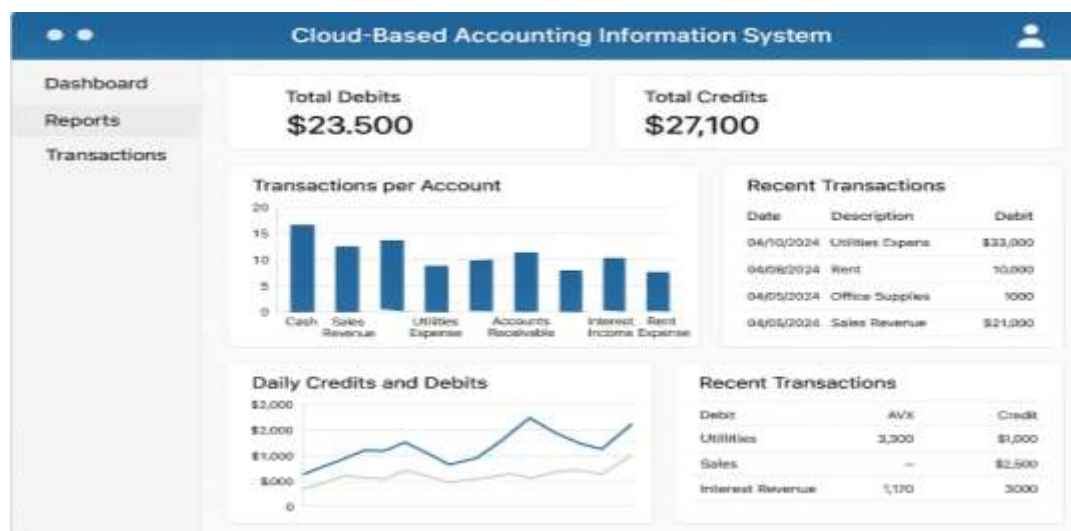 Cloud-Based Accounting Information System
Dashboard
Reports
Transactions
Total Debits
$23.500
Total Credits
$27,100
Transactions per Account
20
15
10
5
0
Cash
Sales Revenue
Utilities Expense
Accounts Receivable
Interest Income
Rent Expense
Recent Transactions
Date Description Debit
04/10/2024 Utilities Expens $33,000
04/08/2024 Rent 10,000
04/05/2024 Office Supplies 1000
04/05/2024 Sales Revenue $21,000
Daily Credits and Debits
$2,000
$2,000
$1,000
$,000
0
Recent Transactions
Debit AVX Credit
Utilities 3,300 $1,000
Sales – $2,500
Interest Revenue 1,170 3000